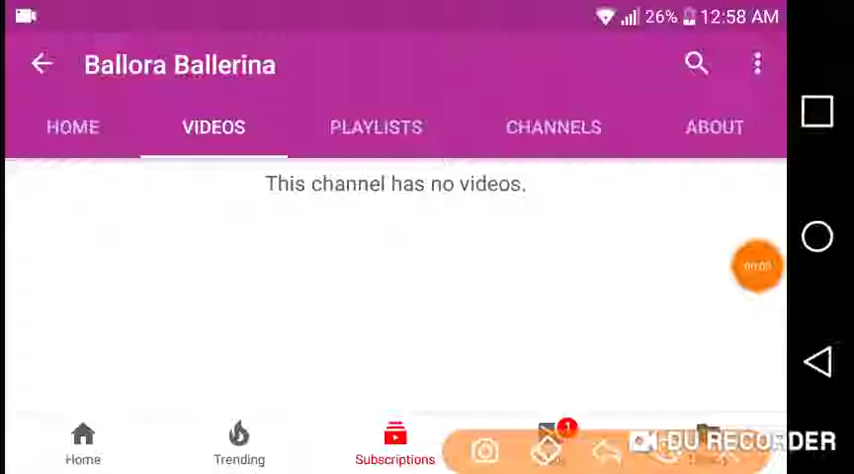 26% 12:58 AM
Ballora Ballerina
HOME VIDEOS PLAYLISTS CHANNELS ABOUT
This channel has no videos.
1
DU RECORDER
Home Trending Subscriptions